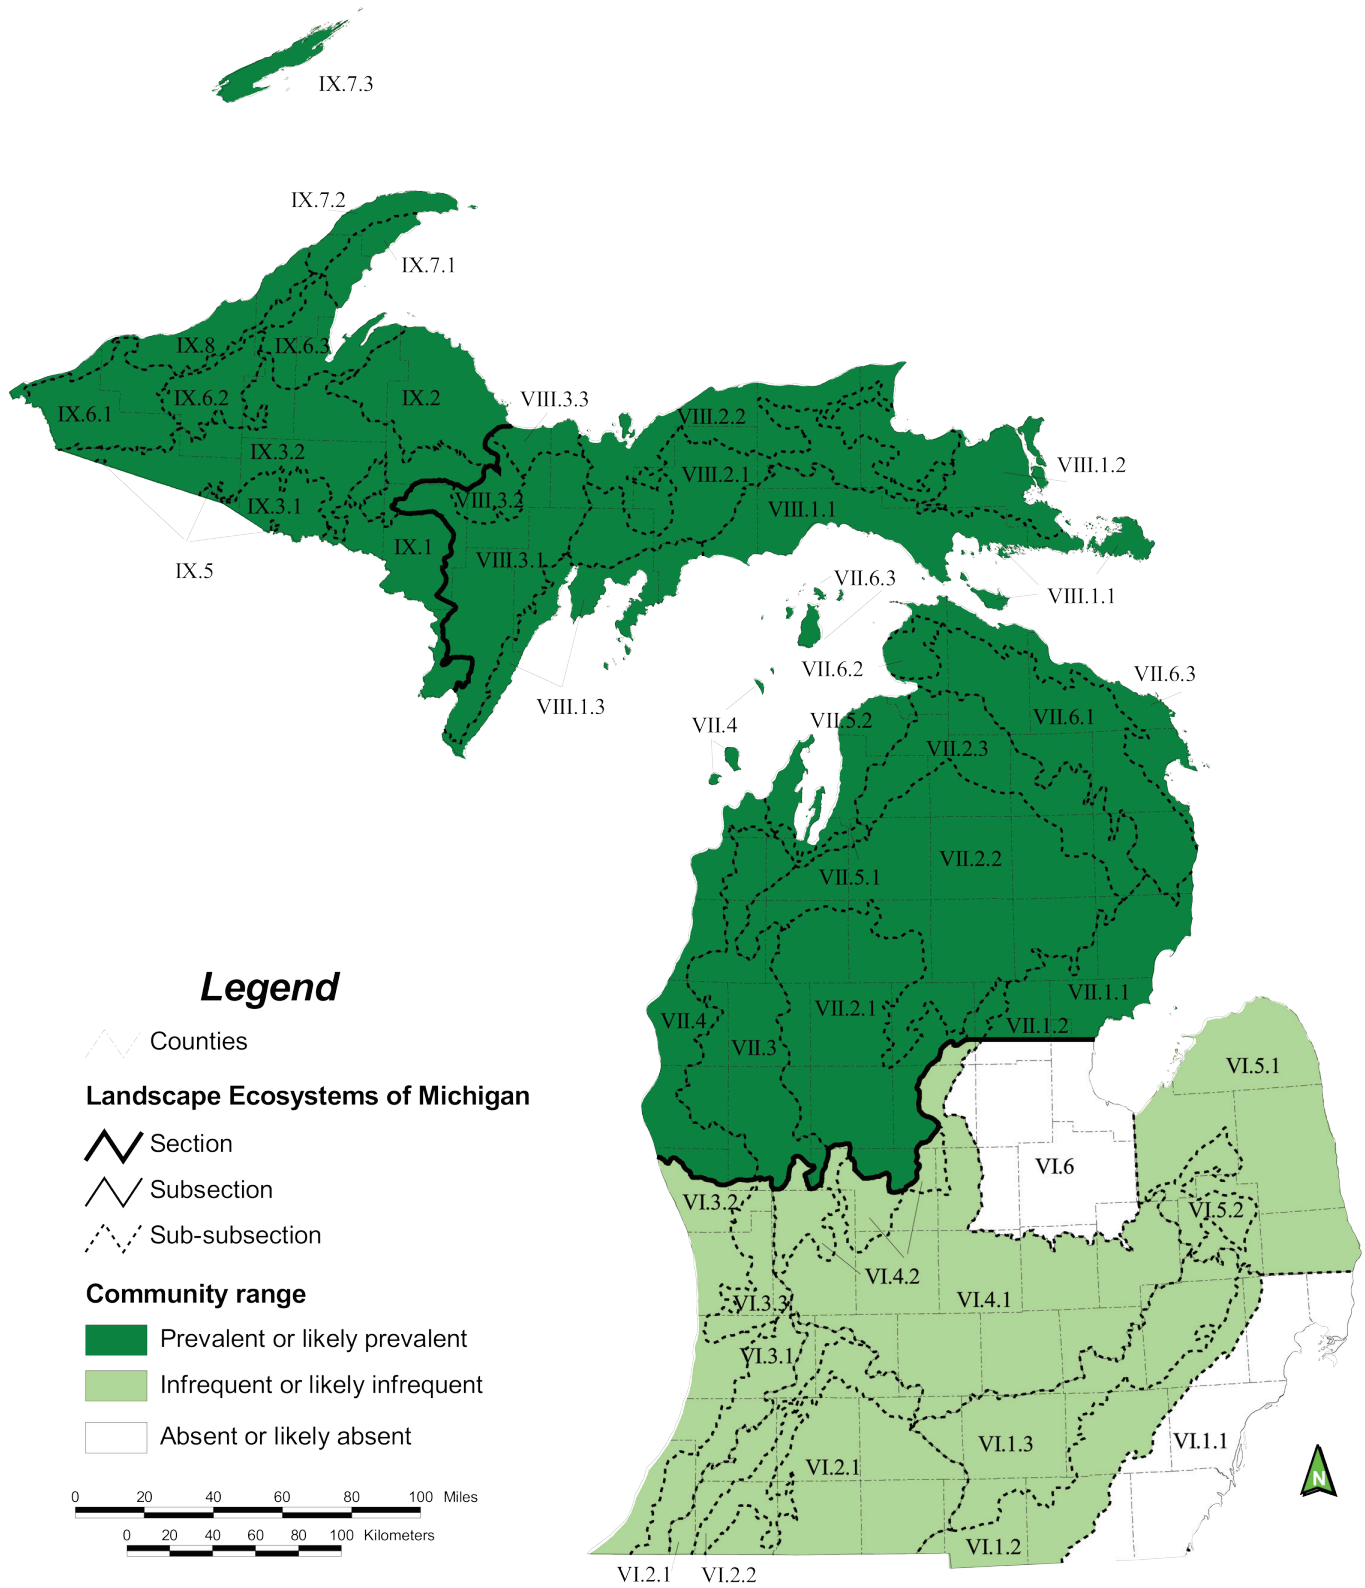 IX.7.3
IX.7.2
IX.7.1
IX.8
IX.6.3
IX.6.2
IX.6.1
IX.2
VIII.3.3
VIII.2.2
IX.3.2
VIII.2.1
VIII.1.2
IX.3.1
VIII.3.2
VIII.1.1
IX.1
VIII.3.1
IX.5
VII.6.3
VIII.1.1
VII.6.2
VII.6.3
VIII.1.3
VII.4
VII.5.2
VII.6.1
VII.2.3
VII.2.2
VII.5.1
VII.1.1
VII.2.1
VII.4
VII.1.2
VII.3
VI.5.1
VI.6
VI.3.2
VI.5.2
VI.4.2
VI.3.3
VI.4.1
VI.3.1
VI.1.3
VI.1.1
VI.2.1
VI.1.2
VI.2.1
VI.2.2
Legend
Counties
Landscape Ecosystems of Michigan
Section
Subsection
Sub-subsection
Community range
Prevalent or likely prevalent
Infrequent or likely infrequent
Absent or likely absent
0 20 40 60 80 100 Miles
0 20 40 60 80 100 Kilometers
N